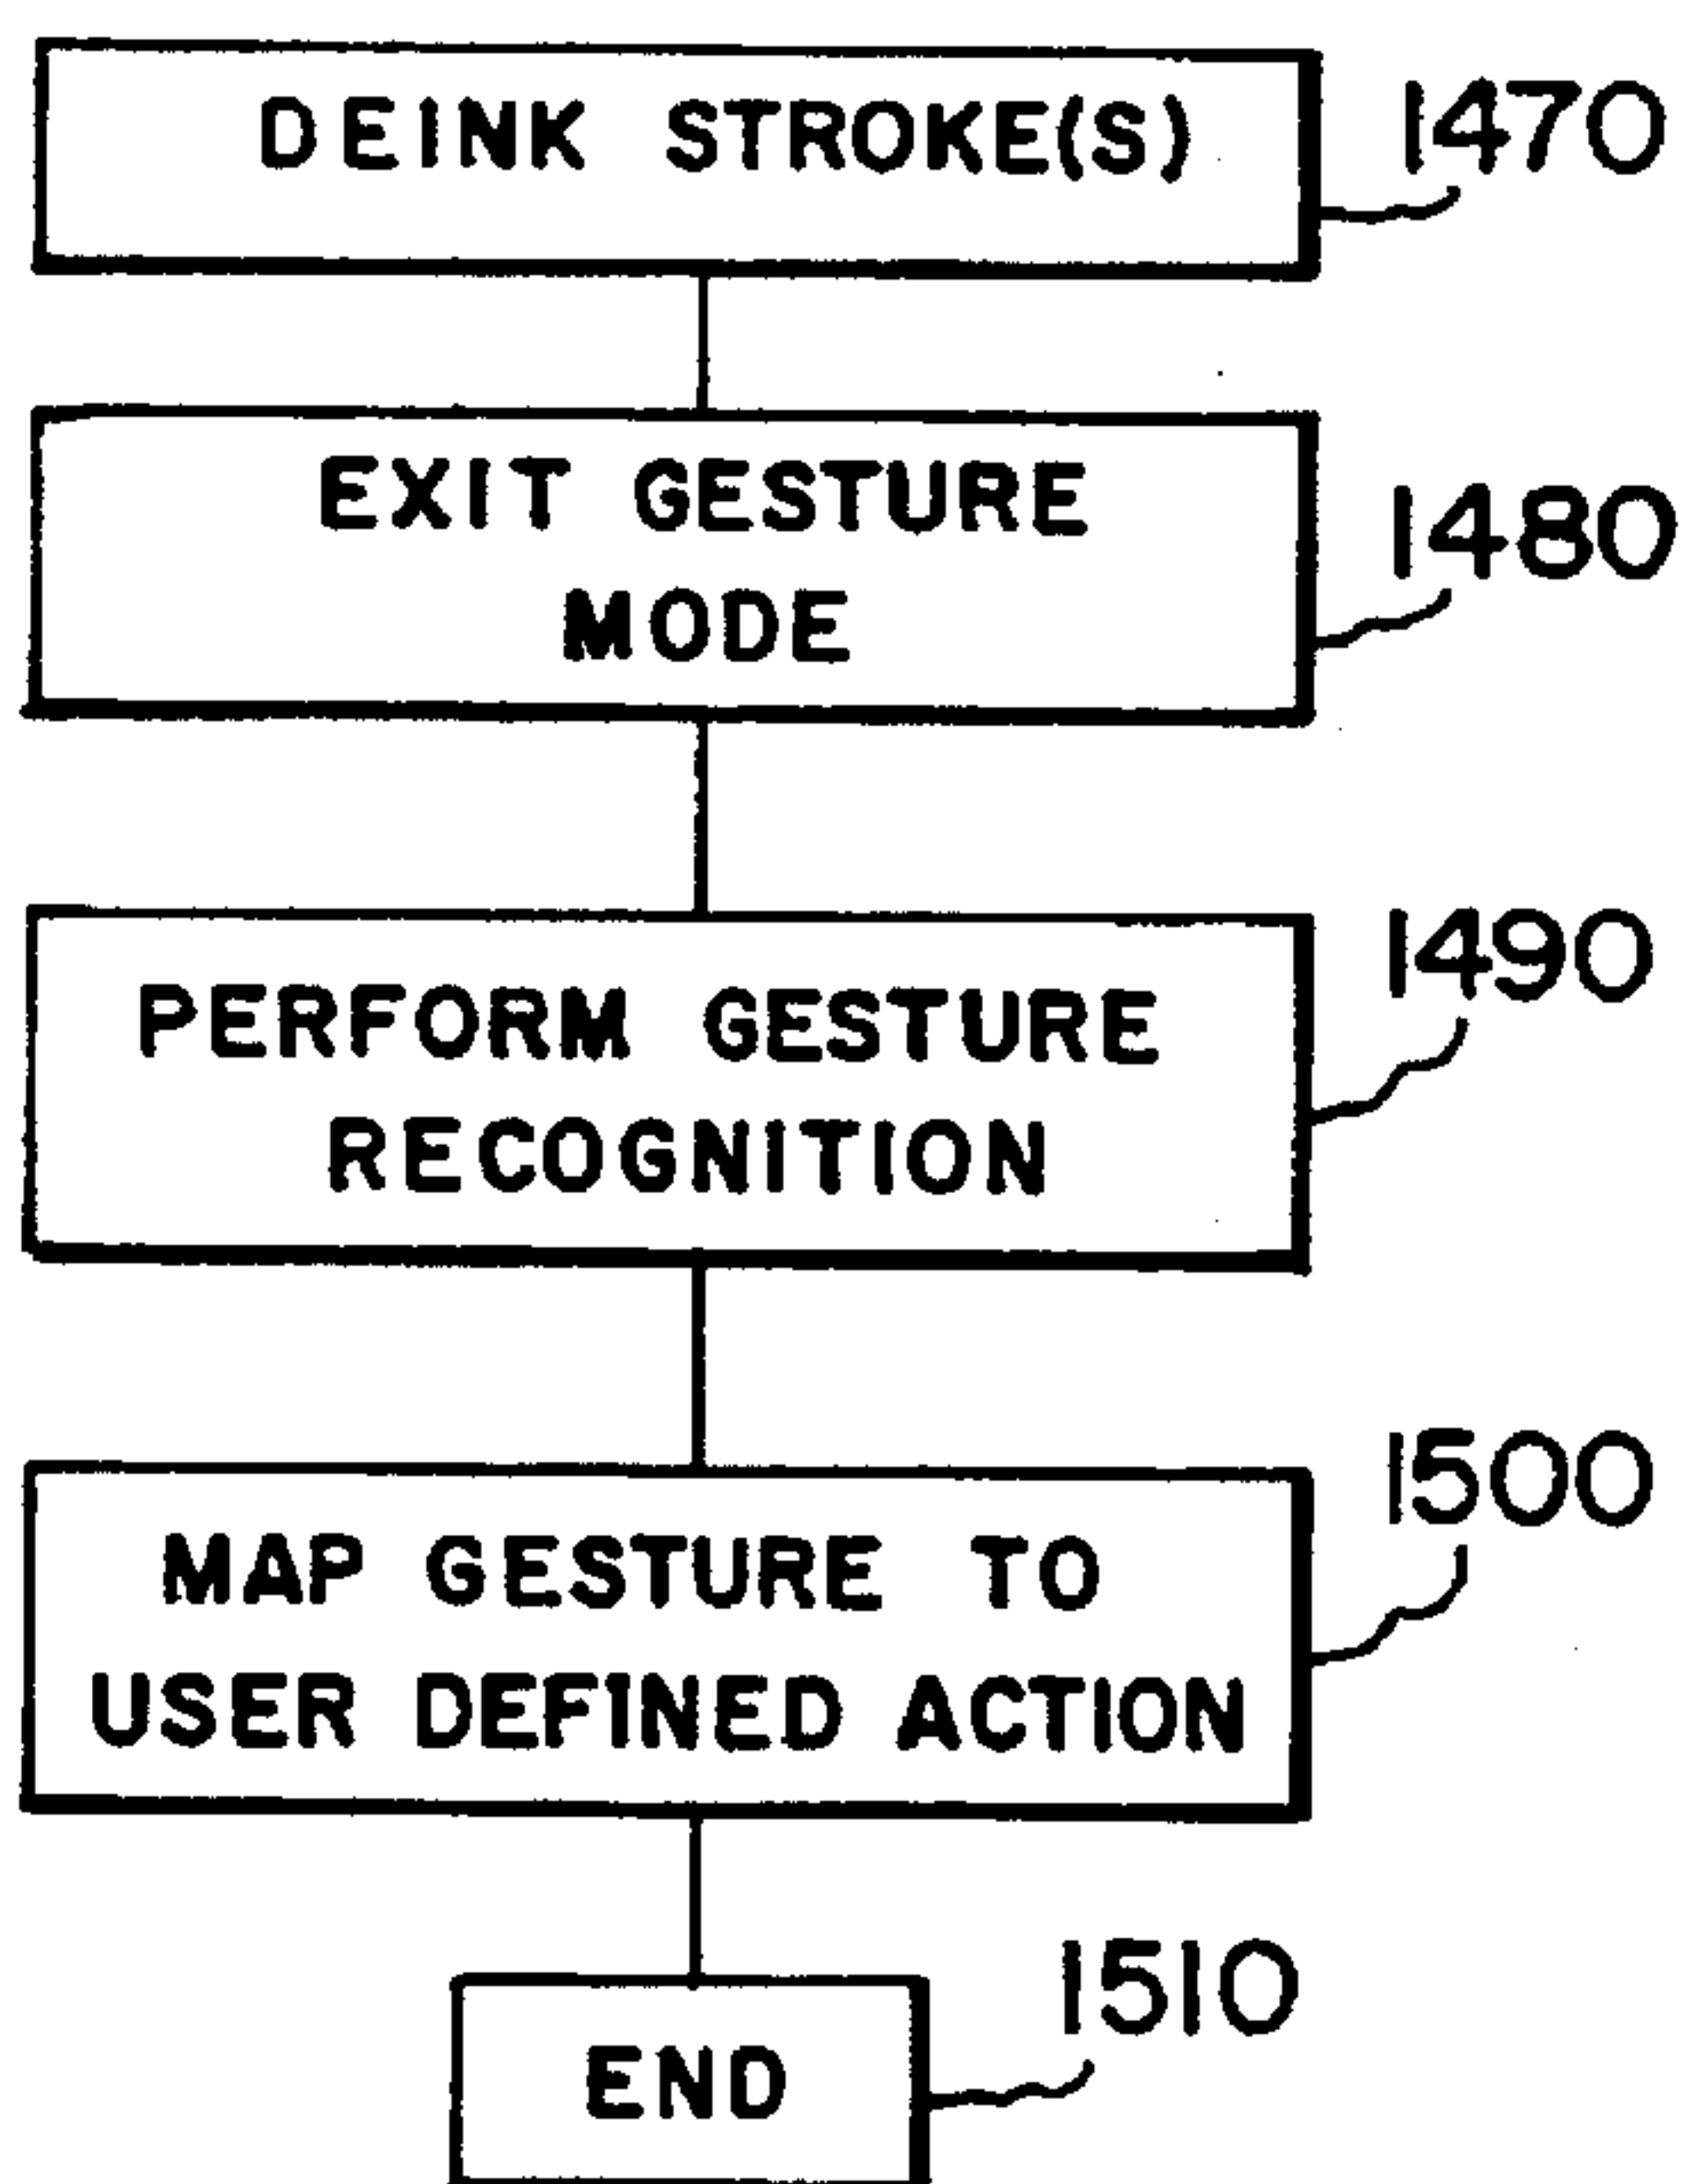 DEINK STROKE(S)
1470
EXIT GESTURE
MODE
1480
PERFORM GESTURE
RECOGNITION
1490
MAP GESTURE TO
USER DEFINED ACTION
1500
END
1510